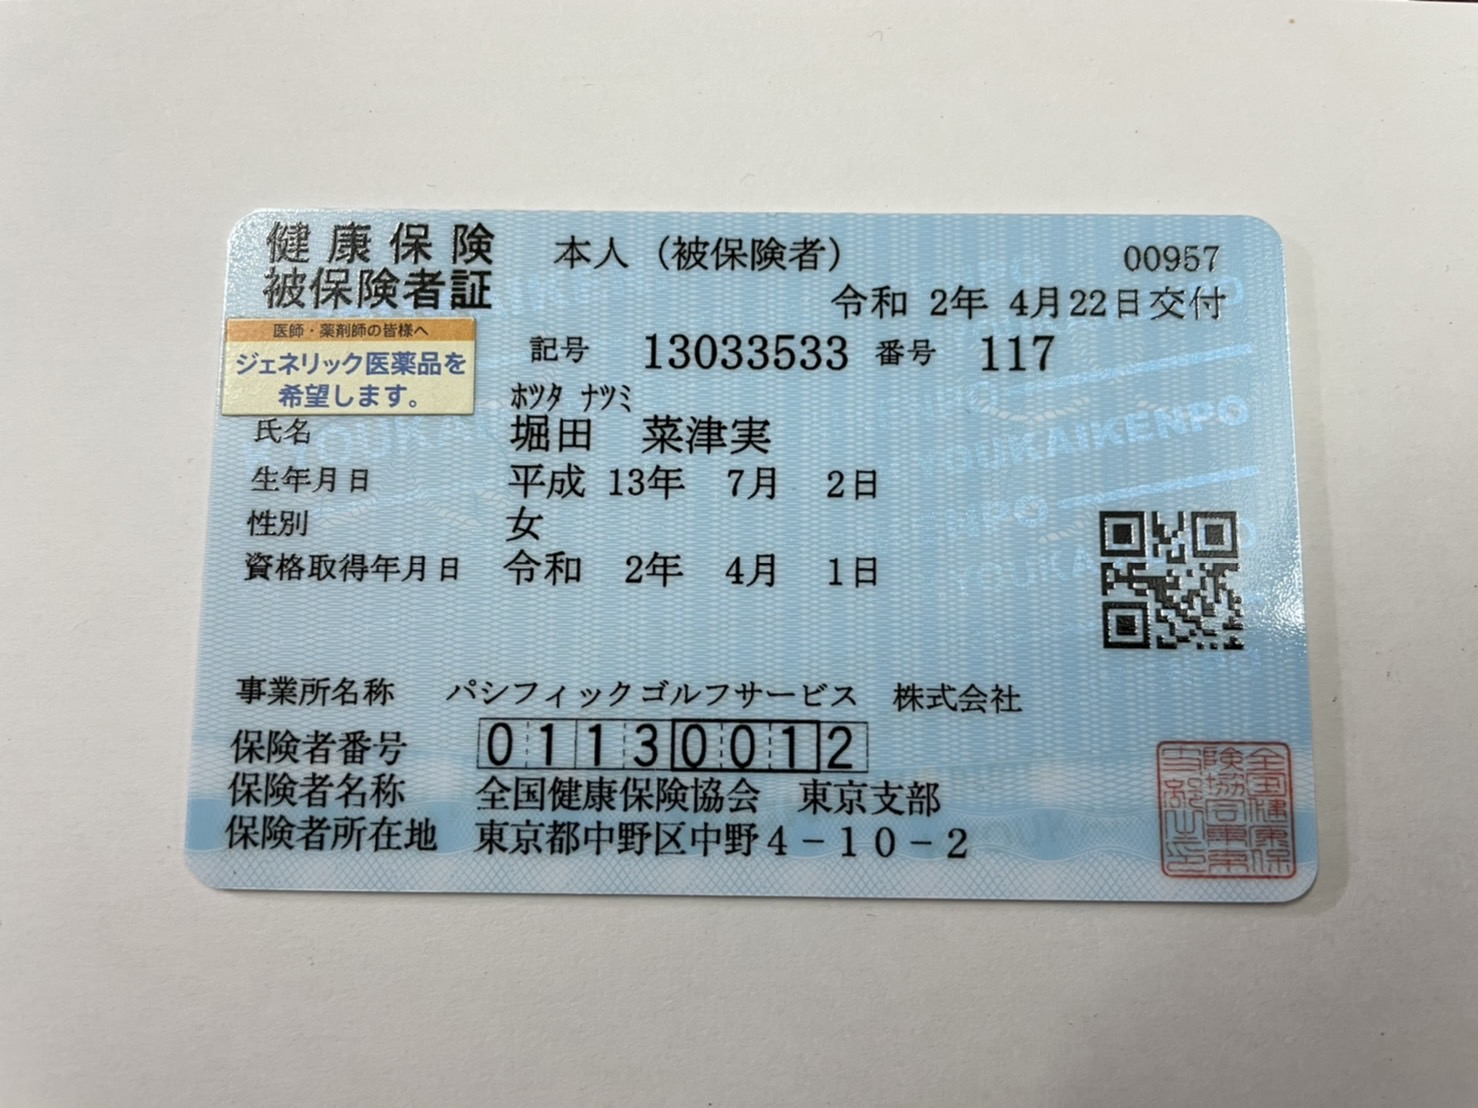 健康保険 本人（被保険者） 00957
被保険者証 令和 2年 4月22日交付
医師・薬剤師の皆様へ
ジェネリック医薬品を
希望します。
記号 13033533 番号 117
ﾎﾂﾀ ﾅﾂﾐ
氏名 堀田 菜津実
生年月日 平成 13年 7月 2日
性別 女
資格取得年月日 令和 2年 4月 1日
事業所名称 パシフィックゴルフサービス 株式会社
保険者番号 01130012
保険者名称 全国健康保険協会 東京支部
保険者所在地 東京都中野区中野4-10-2
KYOUKAIKENPO